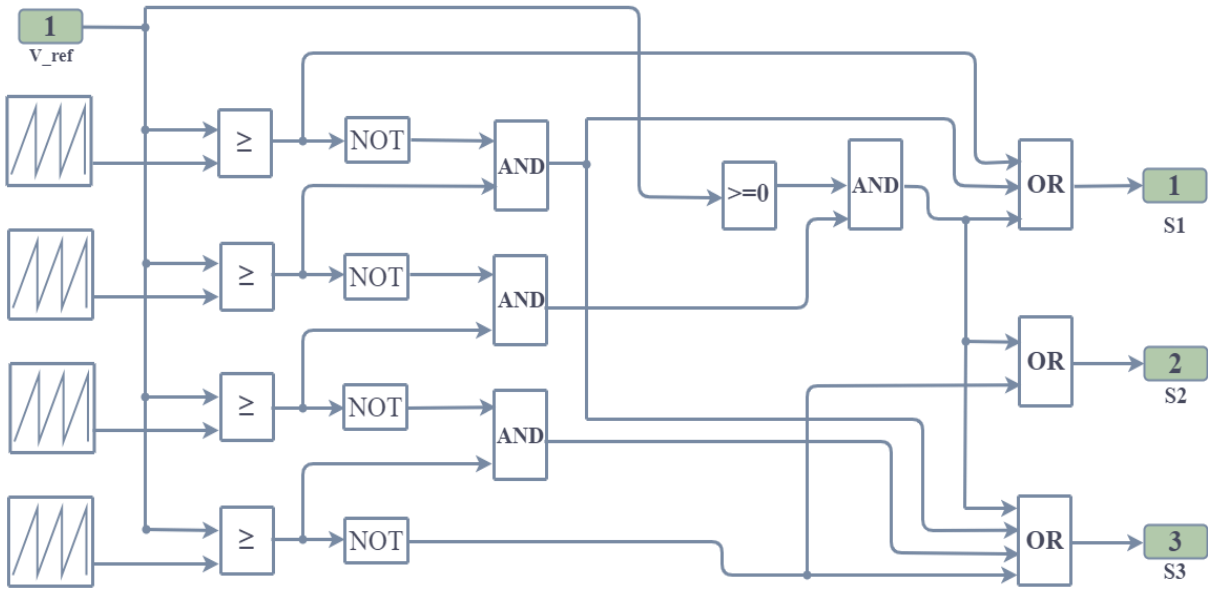 1
V_ref
≥
NOT
AND
>=0
AND
OR
1
S1
≥
NOT
AND
OR
2
S2
≥
NOT
AND
≥
NOT
OR
3
S3